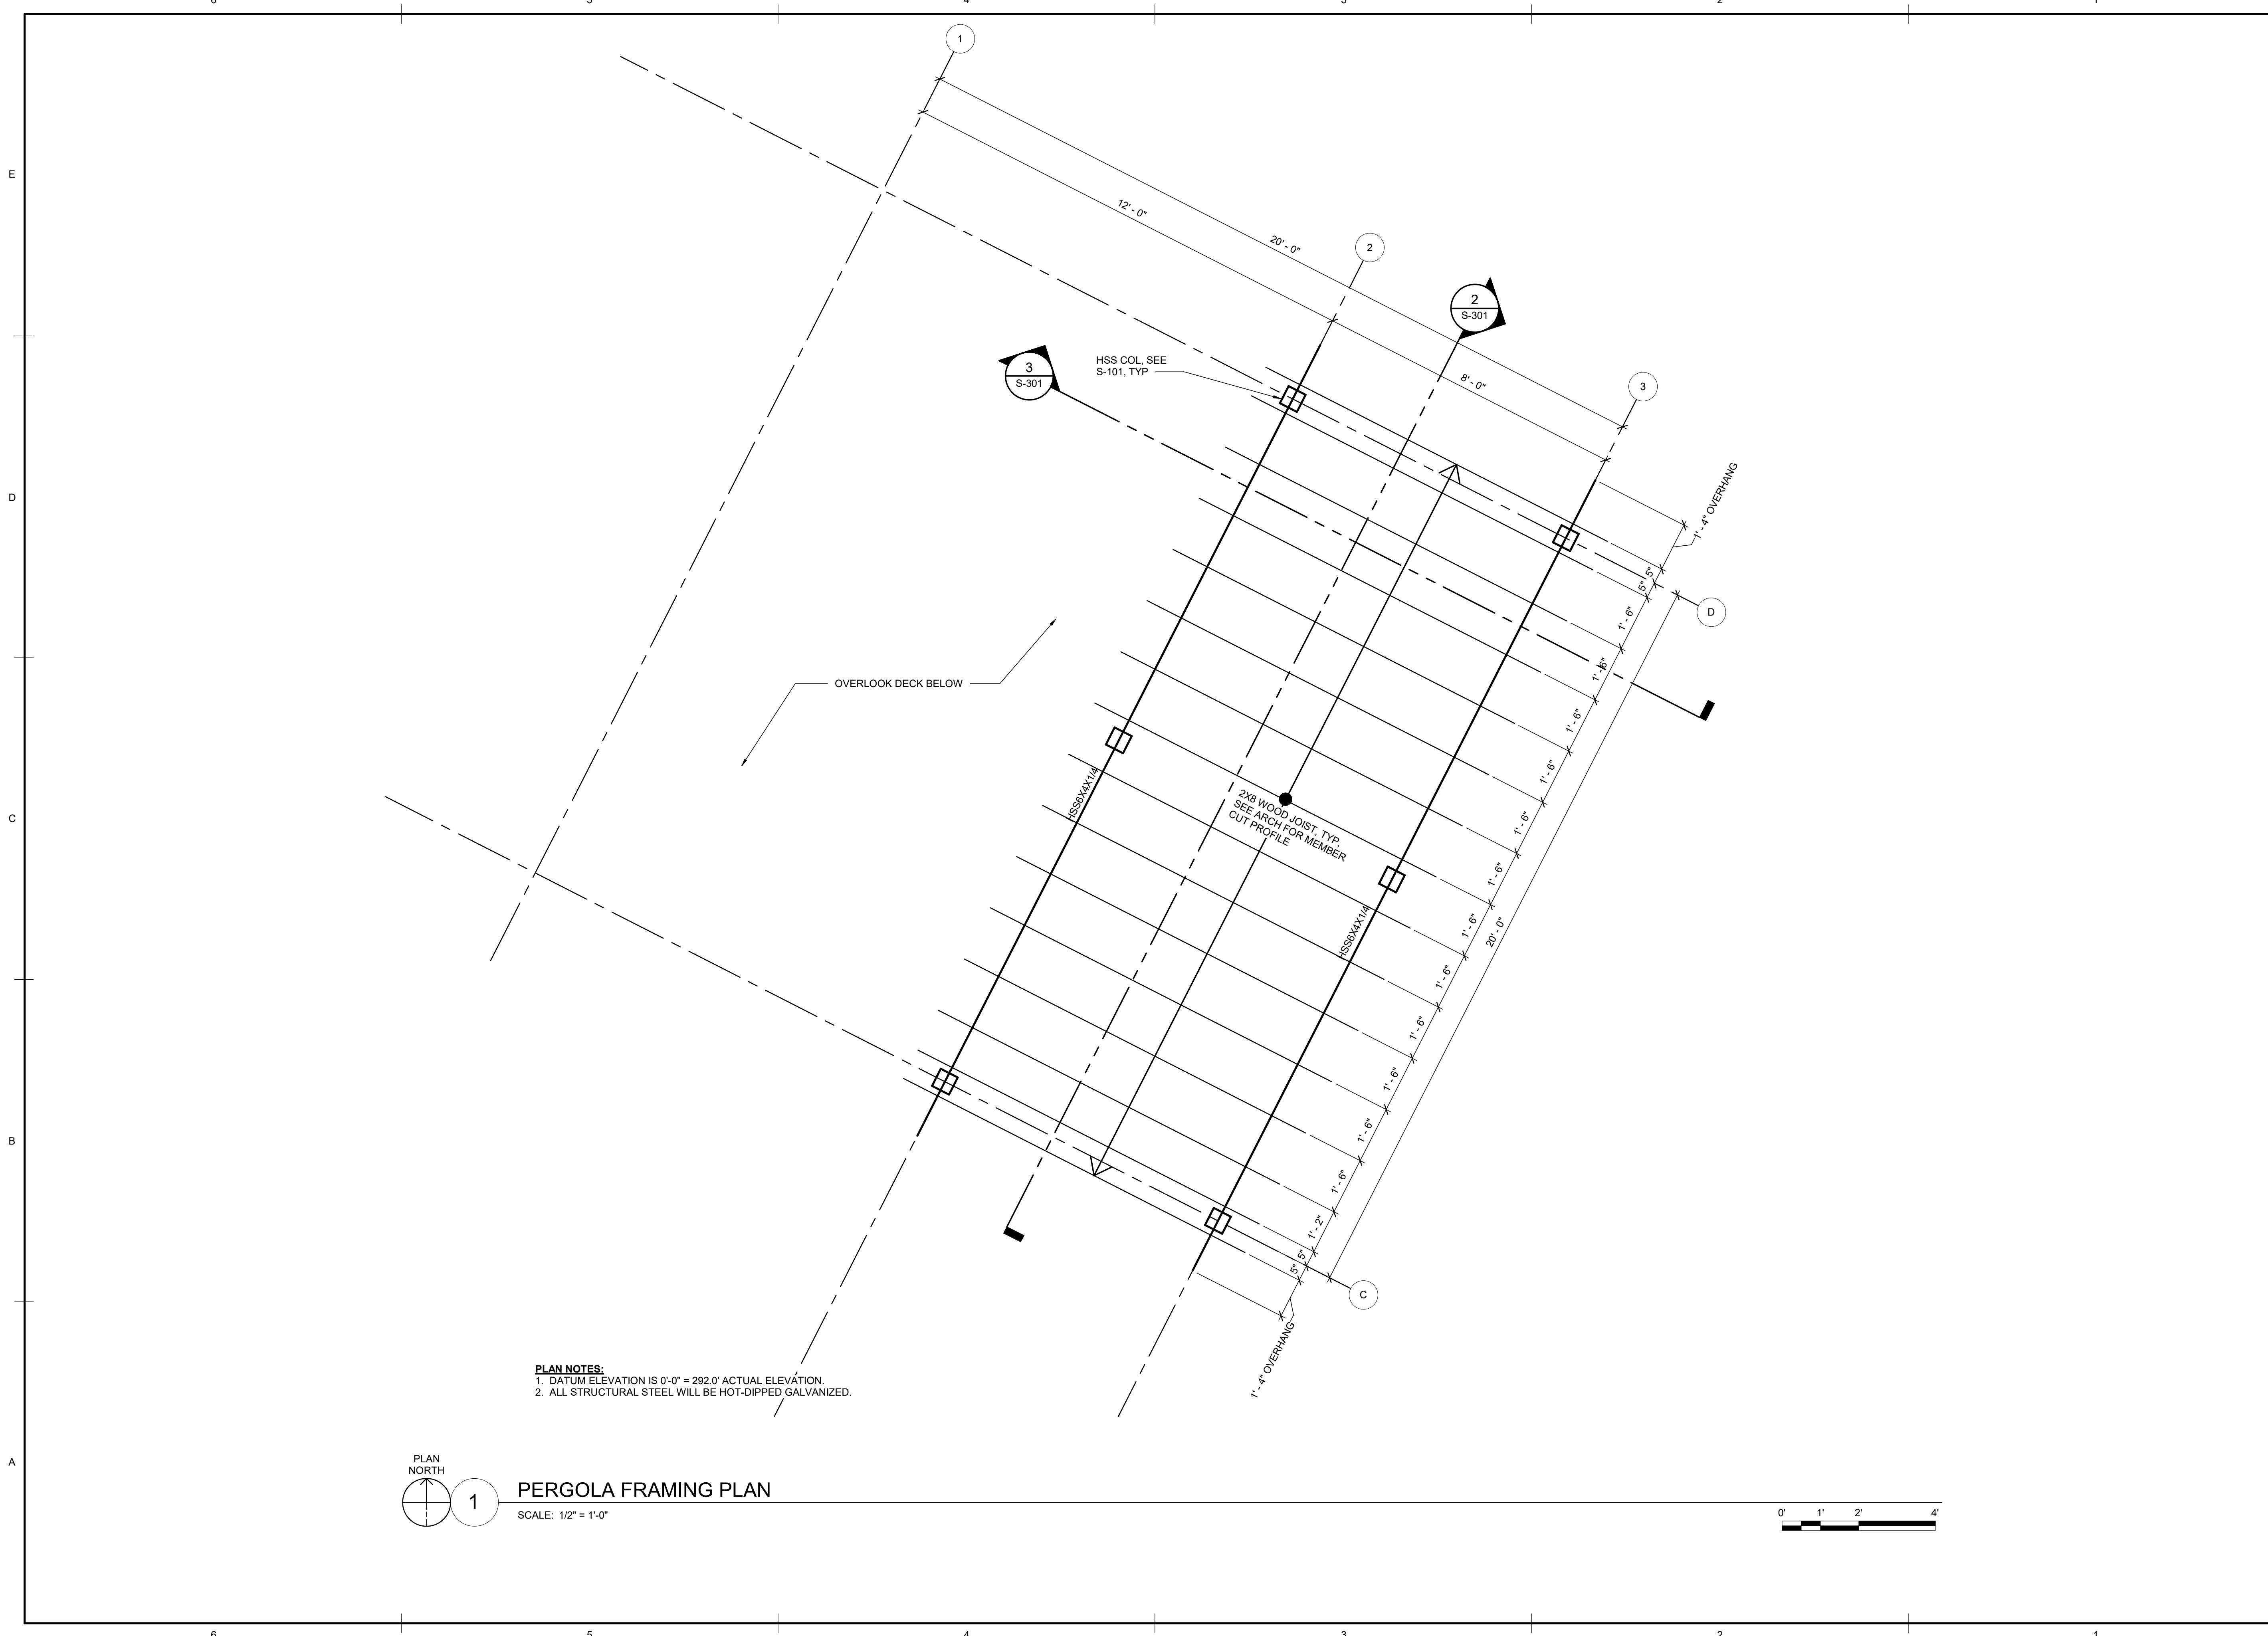 6
5
4
3
2
1
E
D
C
B
A
1
12' - 0"
20' - 0"
2
2
S-301
3
S-301
HSS COL, SEE
S-101, TYP
8' - 0"
3
1' - 4" OVERHANG
5"
5"
D
1' - 6"
1' - 6"
1' - 6"
1' - 6"
1' - 6"
1' - 6"
1' - 6"
1' - 6"
1' - 6"
1' - 6"
1' - 6"
1' - 6"
1' - 2"
5"
5"
20' - 0"
C
1' - 4" OVERHANG
OVERLOOK DECK BELOW
HSS6X4X1/4
2X8 WOOD JOIST, TYP,
SEE ARCH FOR MEMBER
CUT PROFILE
HSS6X4X1/4
PLAN NOTES:
1. DATUM ELEVATION IS 0'-0" = 292.0' ACTUAL ELEVATION.
2. ALL STRUCTURAL STEEL WILL BE HOT-DIPPED GALVANIZED.
PLAN
NORTH
1
PERGOLA FRAMING PLAN
SCALE: 1/2" = 1'-0"
0' 1' 2' 4'
6
5
4
3
2
1